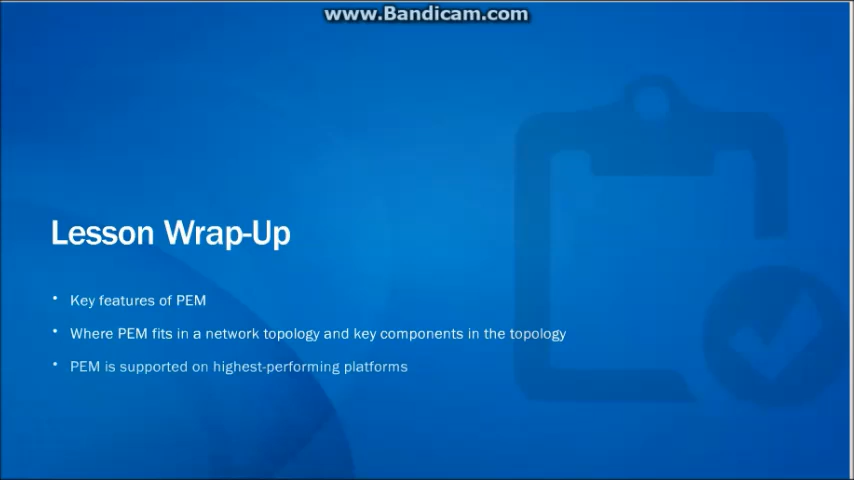 www.Bandicam.com
Lesson Wrap-Up
• Key features of PEM
• Where PEM fits in a network topology and key components in the topology
• PEM is supported on highest-performing platforms